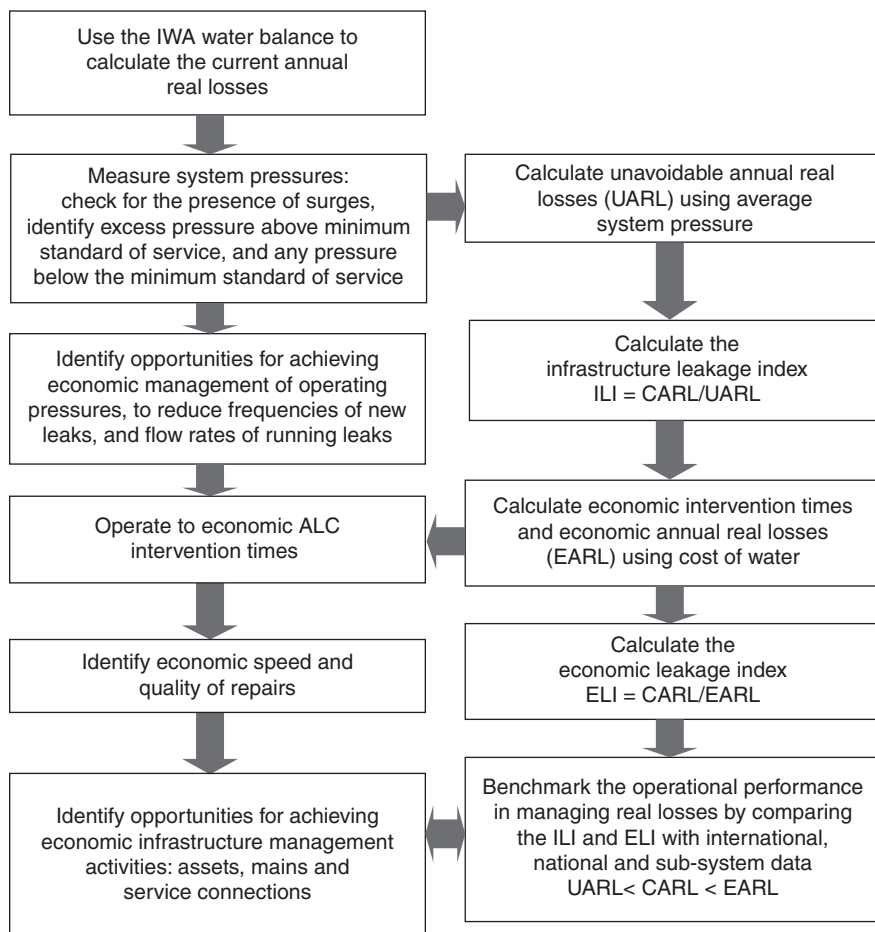 Use the IWA water balance to
calculate the current annual
real losses
Measure system pressures:
check for the presence of surges,
identify excess pressure above minimum
standard of service, and any pressure
below the minimum standard of service
Calculate unavoidable annual real
losses (UARL) using average
system pressure
Identify opportunities for achieving
economic management of operating
pressures, to reduce frequencies of new
leaks, and flow rates of running leaks
Calculate the
infrastructure leakage index
ILI = CARL/UARL
Operate to economic ALC
intervention times
Calculate economic intervention times
and economic annual real losses
(EARL) using cost of water
Identify economic speed and
quality of repairs
Calculate the
economic leakage index
ELI = CARL/EARL
Identify opportunities for achieving
economic infrastructure management
activities: assets, mains and
service connections
Benchmark the operational performance
in managing real losses by comparing
the ILI and ELI with international,
national and sub-system data
UARL< CARL < EARL